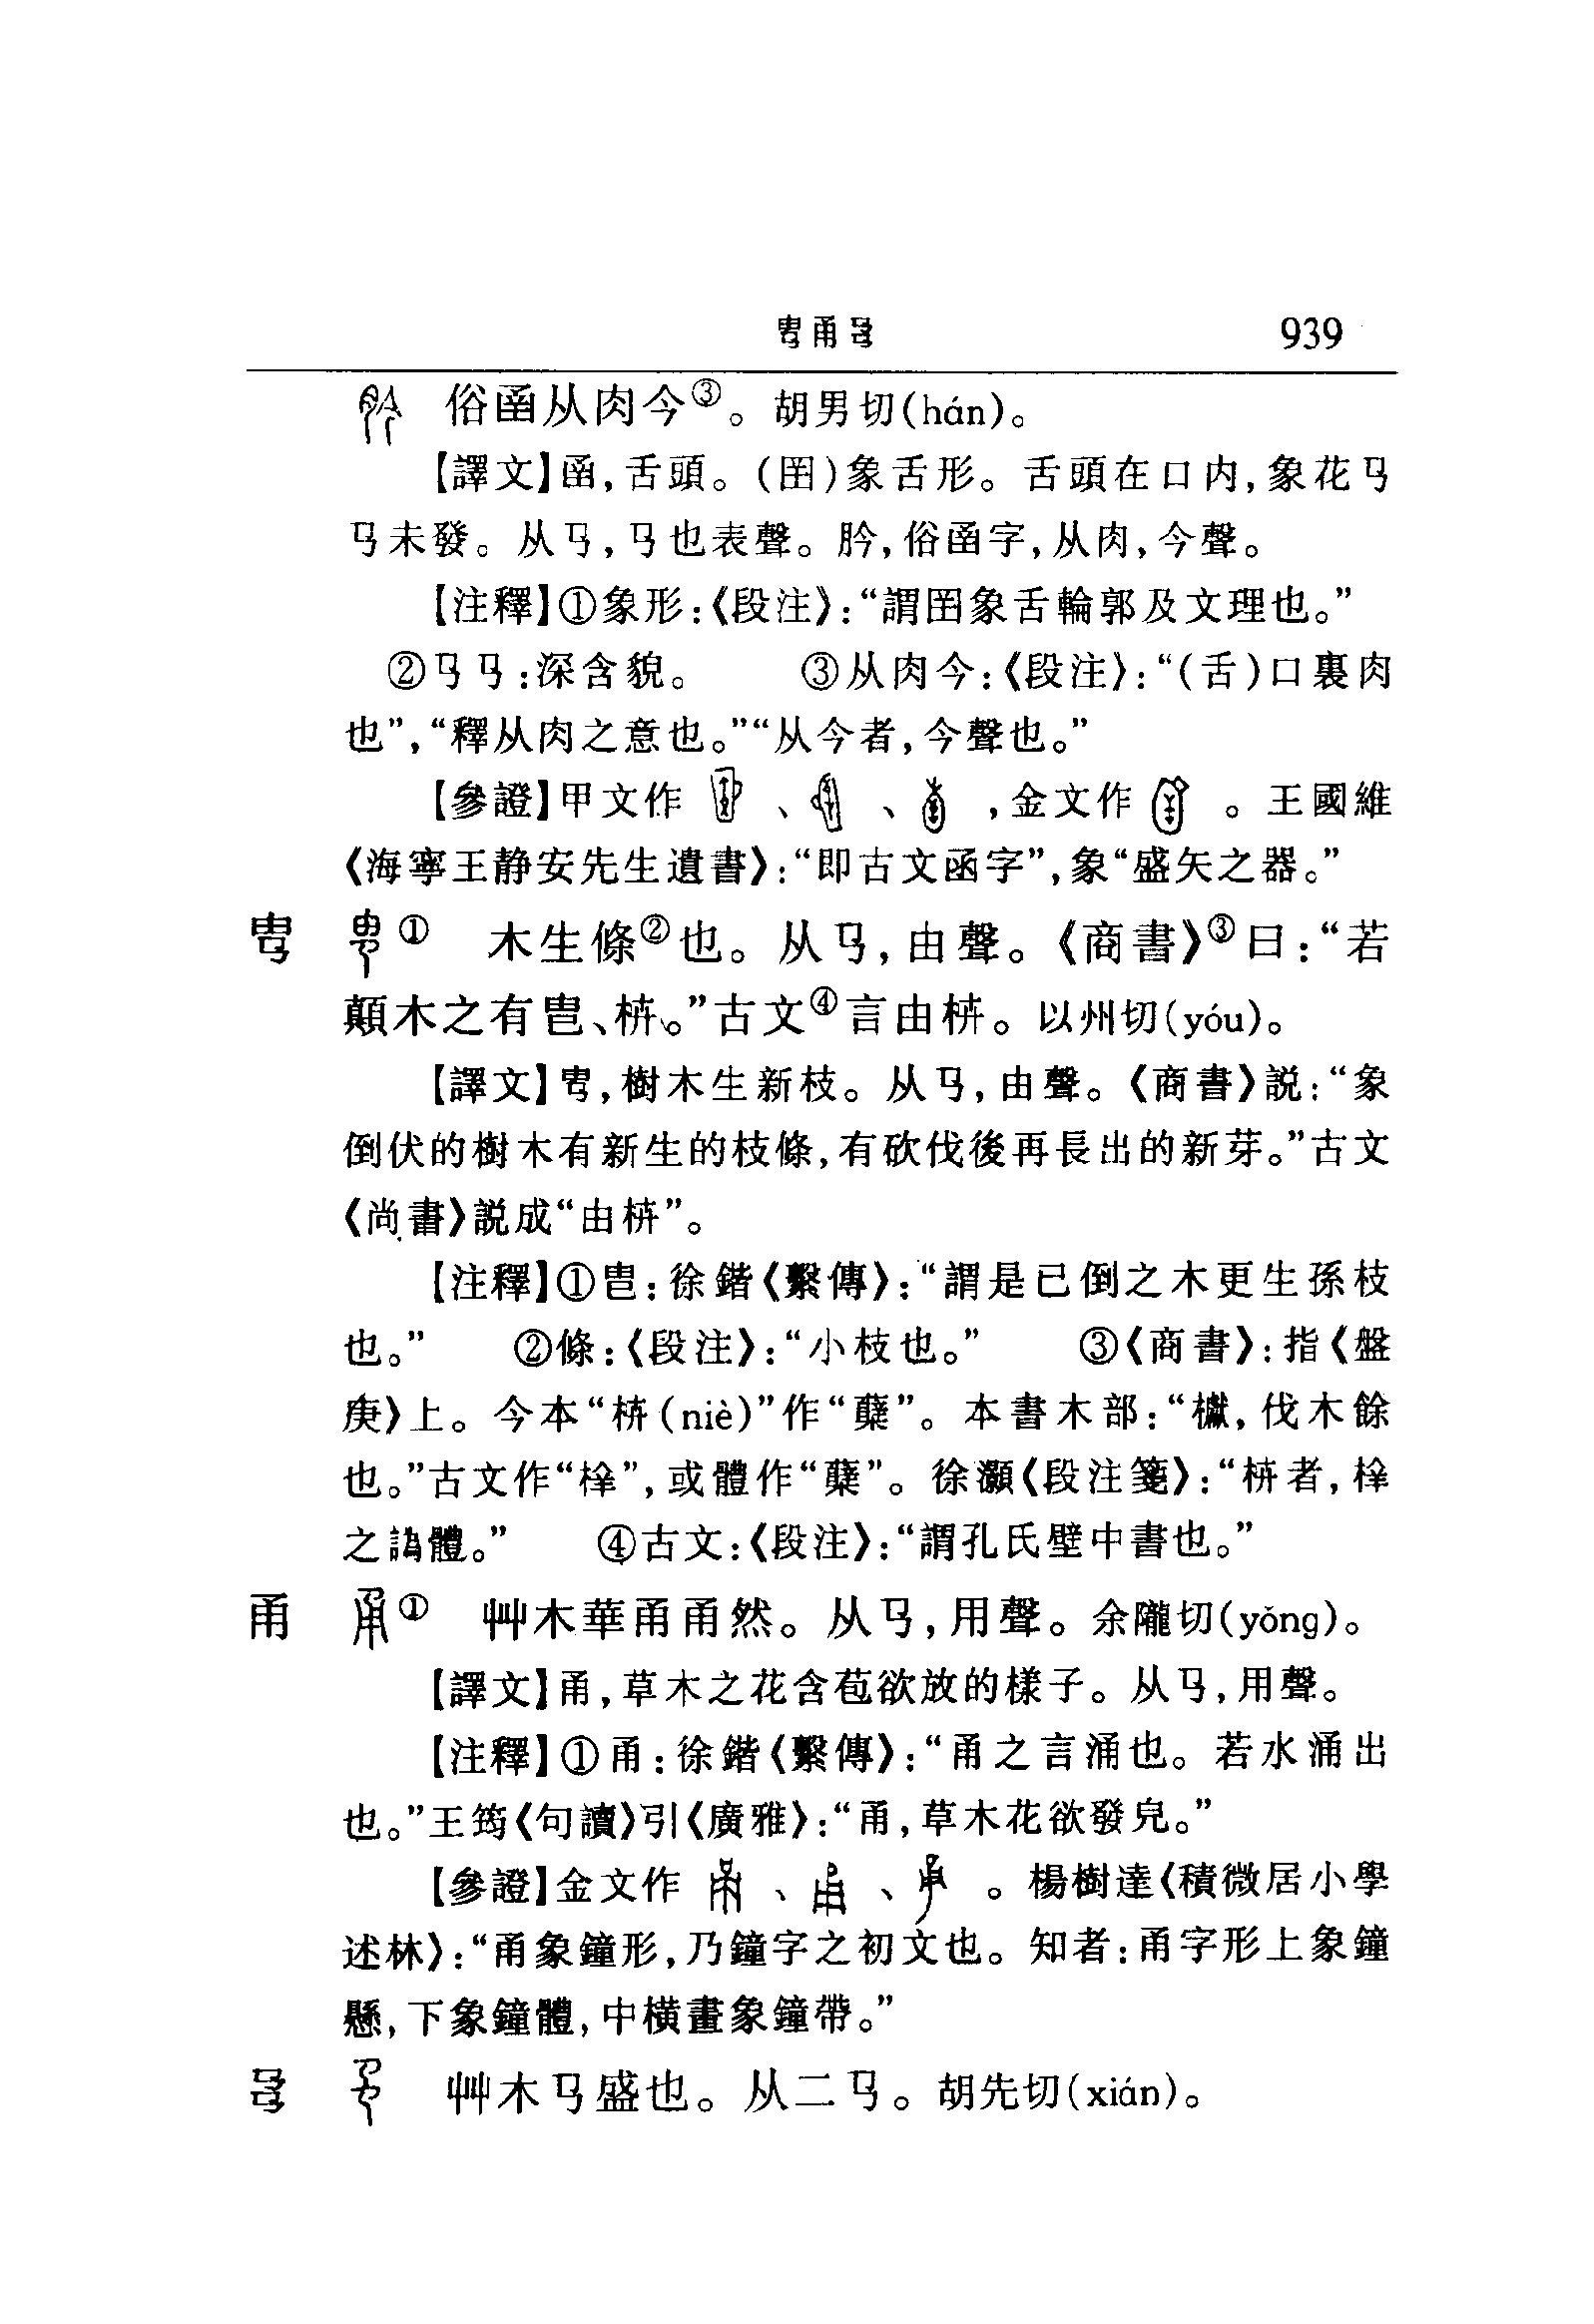 㽕甬𢎣 939
俗圅从肉今③。胡男切(hán)。
【譯文】圅,舌頭。()象舌形。舌頭在口内,象花𢎘
𢎘未發。从𢎘,𢎘也表聲。肣,俗圅字,从肉,今聲。
【注釋】①象形:《段注》:“謂象舌輪郭及文理也。”
②𢎘𢎘:深含貌。 ③从肉今:《段注》:“(舌)口裏肉
也”,“釋从肉之意也。”“从今者,今聲也。”
【參證】甲文作 、 、 ,金文作 。王國維
《海寧王静安先生遺書》:“即古文函字”,象“盛矢之器。”
㽕 ① 木生條②也。从𢎘,由聲。《商書》③曰:“若
顛木之有㽕、枿。”古文④言由枿。以州切(yóu)。
【譯文】㽕,樹木生新枝。从𢎘,由聲。《商書》説:“象
倒伏的樹木有新生的枝條,有砍伐後再長出的新芽。”古文
《尚書》説成“由枿”。
【注釋】①㽕:徐鍇《繫傳》:“謂是已倒之木更生孫枝
也。” ②條:《段注》:“小枝也。” ③《商書》:指《盤
庚》上。今本“枿(niè)”作“蘖”。本書木部:“櫱,伐木餘
也。”古文作“㭮”,或體作“蘖”。徐灝《段注箋》:“枿者,㭮
之譌體。” ④古文:《段注》:“謂孔氏壁中書也。”
甬 ① 艸木華甬甬然。从𢎘,用聲。余隴切(yǒng)。
【譯文】甬,草木之花含苞欲放的樣子。从𢎘,用聲。
【注釋】①甬:徐鍇《繫傳》:“甬之言涌也。若水涌出
也。”王筠《句讀》引《廣雅》:“甬,草木花欲發皃。”
【參證】金文作 、 、 。楊樹達《積微居小學
述林》:“甬象鐘形,乃鐘字之初文也。知者:甬字形上象鐘
懸,下象鐘體,中橫畫象鐘帶。”
𢎣 艸木𢎘盛也。从二𢎘。胡先切(xián)。